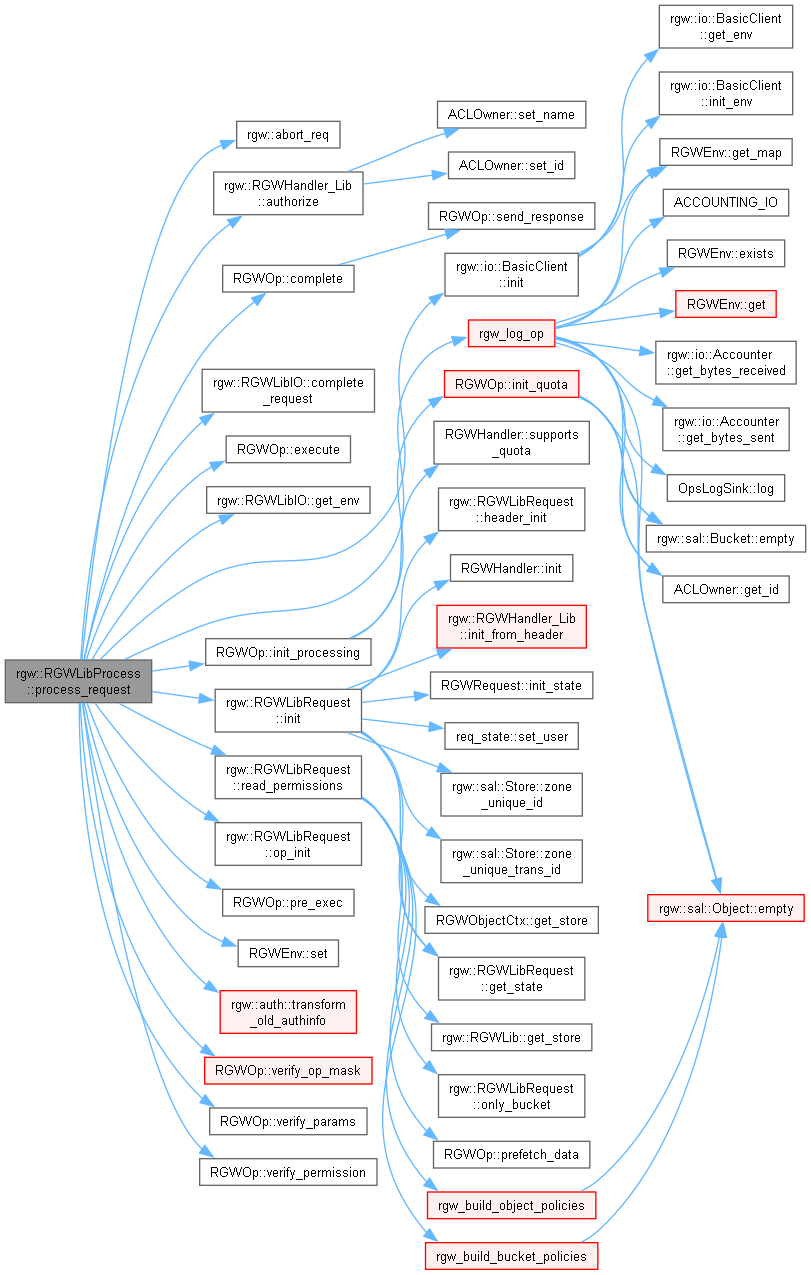 rgw::RGWLibProcess
::process_request
rgw::abort_req
rgw::RGWHandler_Lib
::authorize
RGWOp::complete
rgw::RGWLibIO::complete
_request
RGWOp::execute
rgw::RGWLibIO::get_env
RGWOp::init_processing
rgw::RGWLibRequest
::init
rgw::RGWLibRequest
::read_permissions
rgw::RGWLibRequest
::op_init
RGWOp::pre_exec
RGWEnv::set
rgw::auth::transform
_old_authinfo
RGWOp::verify_op_mask
RGWOp::verify_params
RGWOp::verify_permission
ACLOwner::set_name
ACLOwner::set_id
RGWOp::send_response
rgw::io::BasicClient
::init
rgw_log_op
RGWOp::init_quota
RGWHandler::supports
_quota
rgw::RGWLibRequest
::header_init
RGWHandler::init
rgw::RGWHandler_Lib
::init_from_header
RGWRequest::init_state
req_state::set_user
rgw::sal::Store::zone
_unique_id
rgw::sal::Store::zone
_unique_trans_id
RGWObjectCtx::get_store
rgw::RGWLibRequest
::get_state
rgw::RGWLib::get_store
rgw::RGWLibRequest
::only_bucket
RGWOp::prefetch_data
rgw_build_object_policies
rgw_build_bucket_policies
rgw::io::BasicClient
::get_env
rgw::io::BasicClient
::init_env
RGWEnv::get_map
ACCOUNTING_IO
RGWEnv::exists
RGWEnv::get
rgw::io::Accounter
::get_bytes_received
rgw::io::Accounter
::get_bytes_sent
OpsLogSink::log
rgw::sal::Bucket::empty
ACLOwner::get_id
rgw::sal::Object::empty